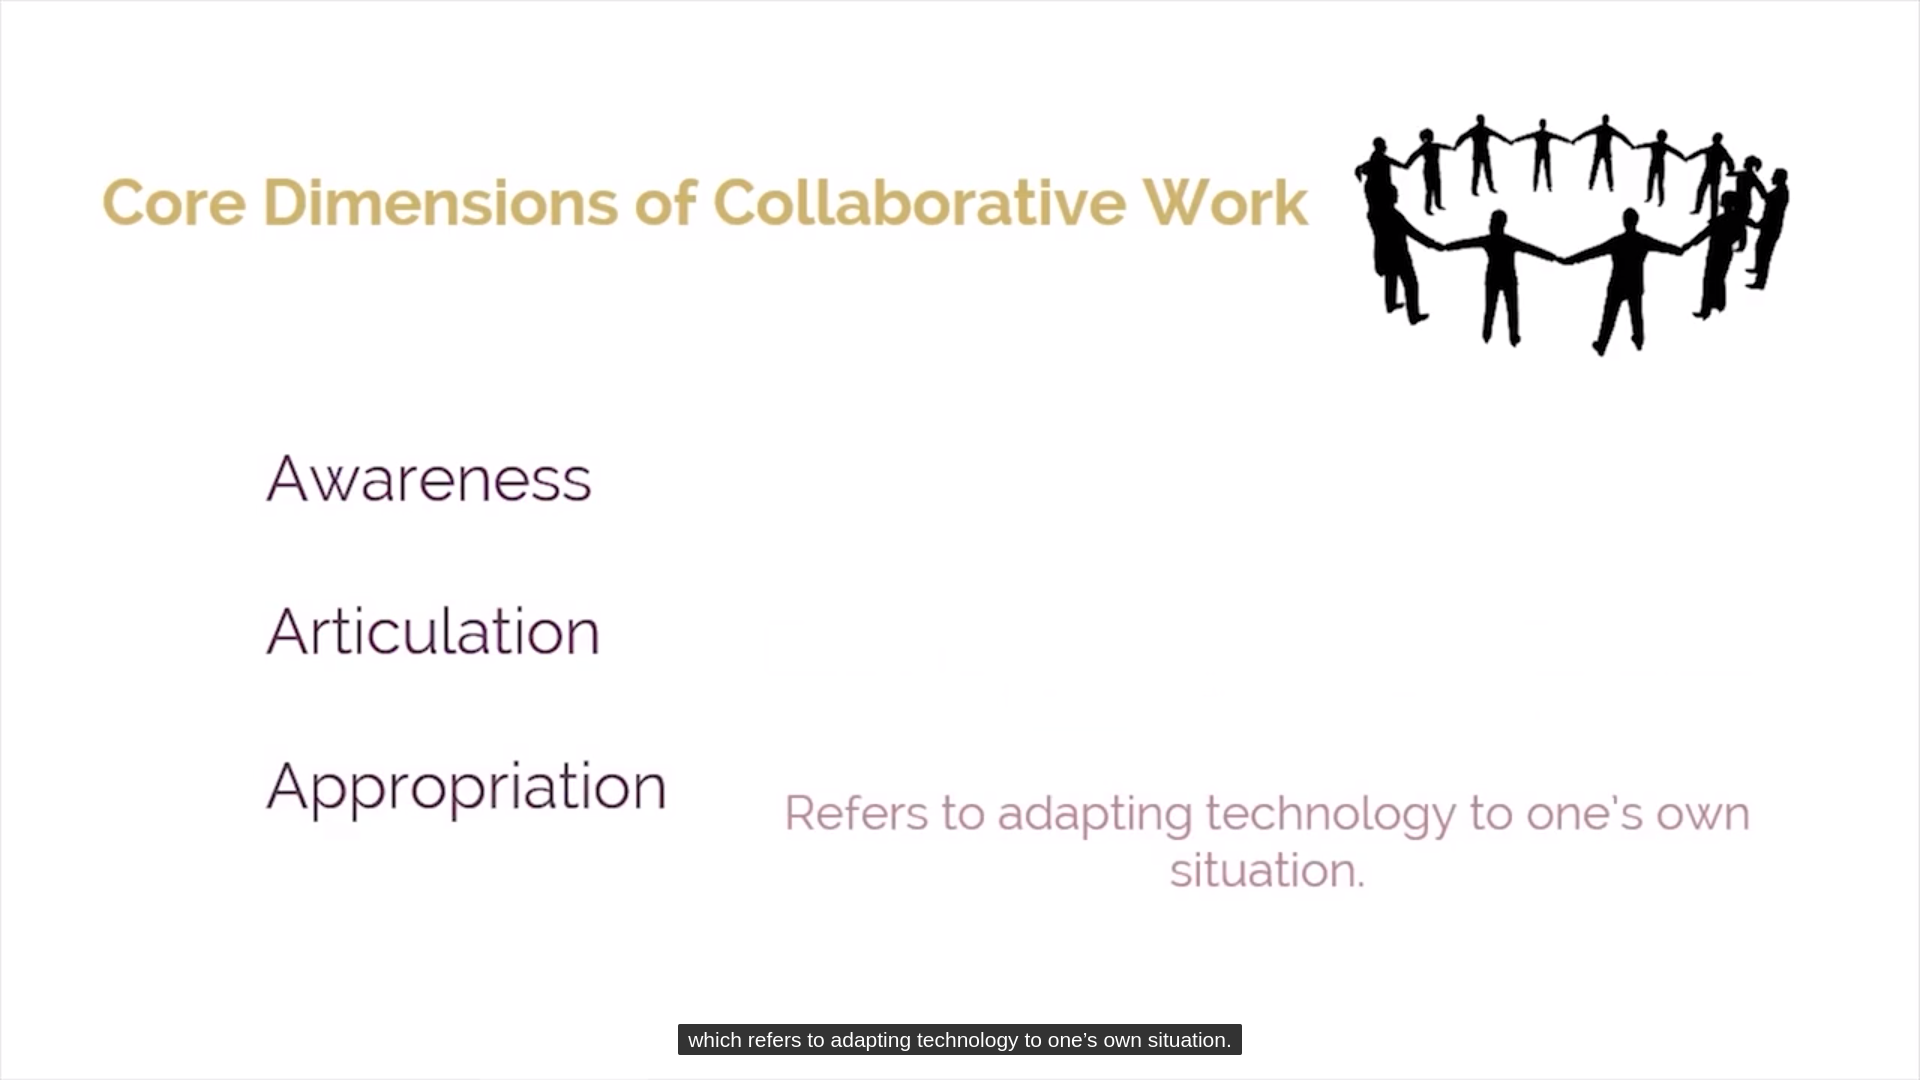 Core Dimensions of Collaborative Work
Awareness
Articulation
Appropriation
Refers to adapting technology to one's own
situation.
which refers to adapting technology to one’s own situation.